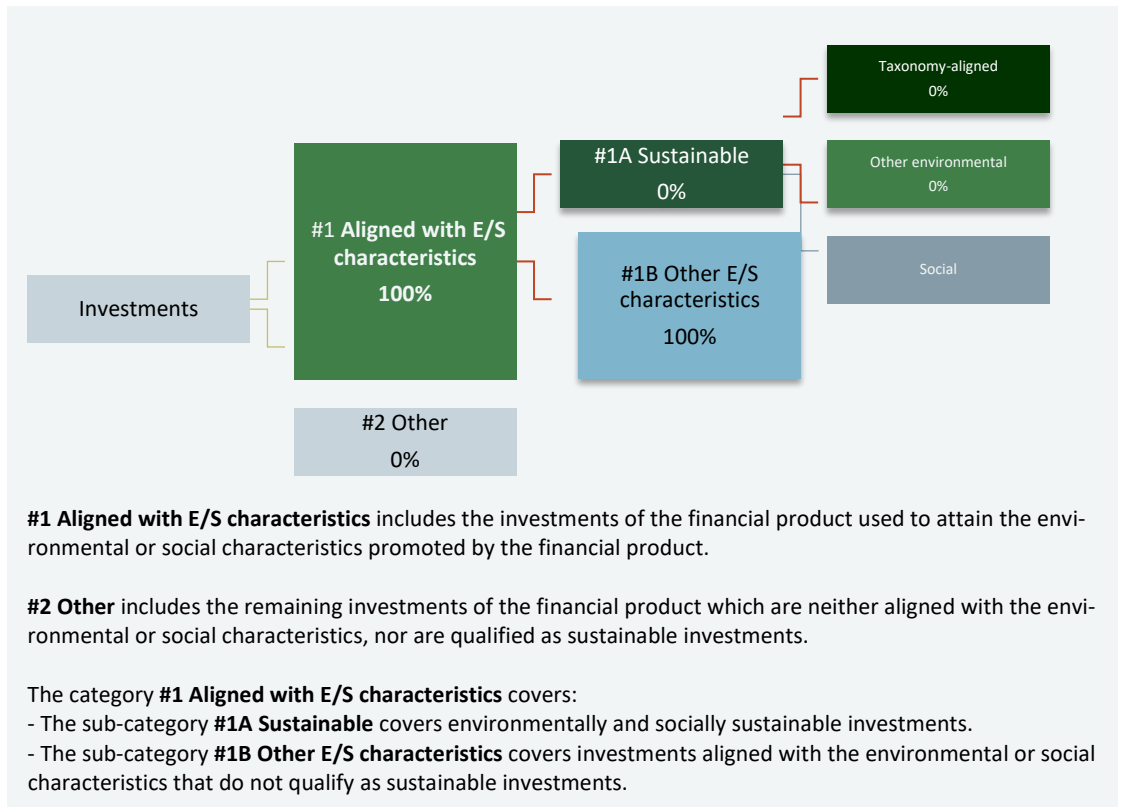 Taxonomy-aligned
0%
#1A Sustainable
0%
Other environmental
0%
#1 Aligned with E/S
characteristics
100%
#1B Other E/S
characteristics
100%
Social
Investments
#2 Other
0%
#1 Aligned with E/S characteristics includes the investments of the financial product used to attain the envi-
ronmental or social characteristics promoted by the financial product.
#2 Other includes the remaining investments of the financial product which are neither aligned with the envi-
ronmental or social characteristics, nor are qualified as sustainable investments.
The category #1 Aligned with E/S characteristics covers:
- The sub-category #1A Sustainable covers environmentally and socially sustainable investments.
- The sub-category #1B Other E/S characteristics covers investments aligned with the environmental or social
characteristics that do not qualify as sustainable investments.